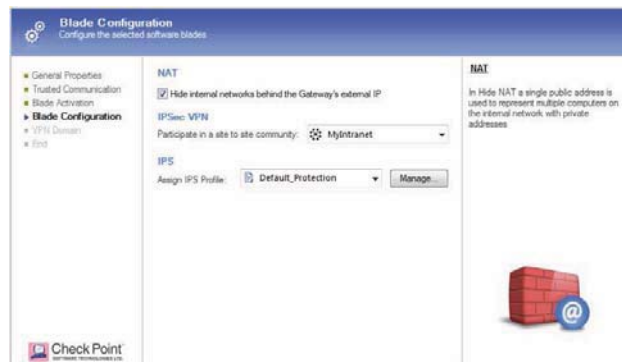 Blade Configuration
Configure the selected software blades
General Properties
Trusted Communication
Blade Activation
Blade Configuration
VPN Domain
End
NAT
Hide internal networks behind the Gateway's external IP
IPSec VPN
Participate in a site to site community: MyIntranet
IPS
Assign IPS Profile: Default_Protection Manage...
NAT
In Hide NAT a single public address is
used to represent multiple computers on
the internal network with private
addresses
@
Check Point
SOFTWARE TECHNOLOGIES LTD.